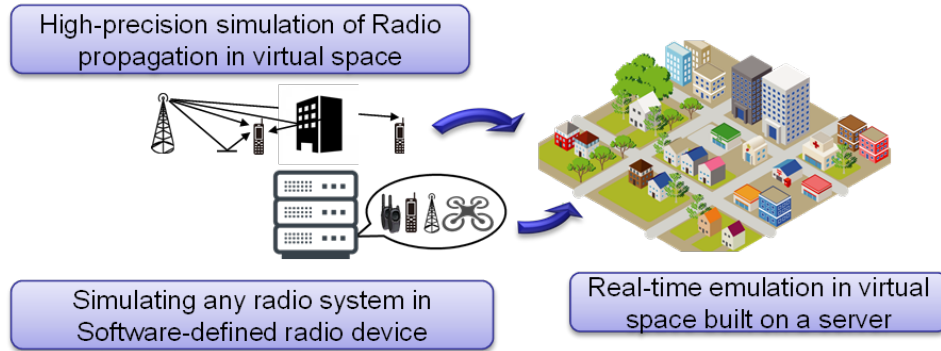 High-precision simulation of Radio
propagation in virtual space
Simulating any radio system in
Software-defined radio device
Real-time emulation in virtual
space built on a server